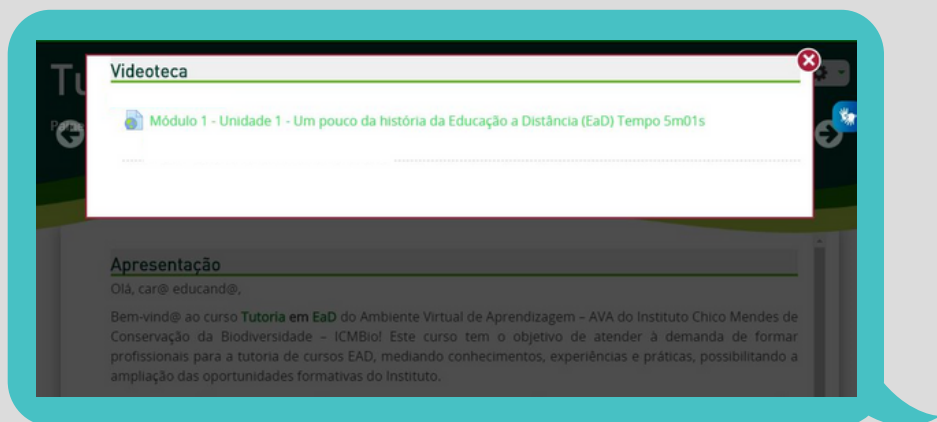 Tu
Videoteca
Módulo 1 - Unidade 1 - Um pouco da história da Educação a Distância (EaD) Tempo 5m01s
Apresentação
Olá, car@ educand@,
Bem-vind@ ao curso Tutoria em EaD do Ambiente Virtual de Aprendizagem – AVA do Instituto Chico Mendes de
Conservação da Biodiversidade – ICMBio! Este curso tem o objetivo de atender à demanda de formar
profissionais para a tutoria de cursos EAD, mediando conhecimentos, experiências e práticas, possibilitando a
ampliação das oportunidades formativas do Instituto.